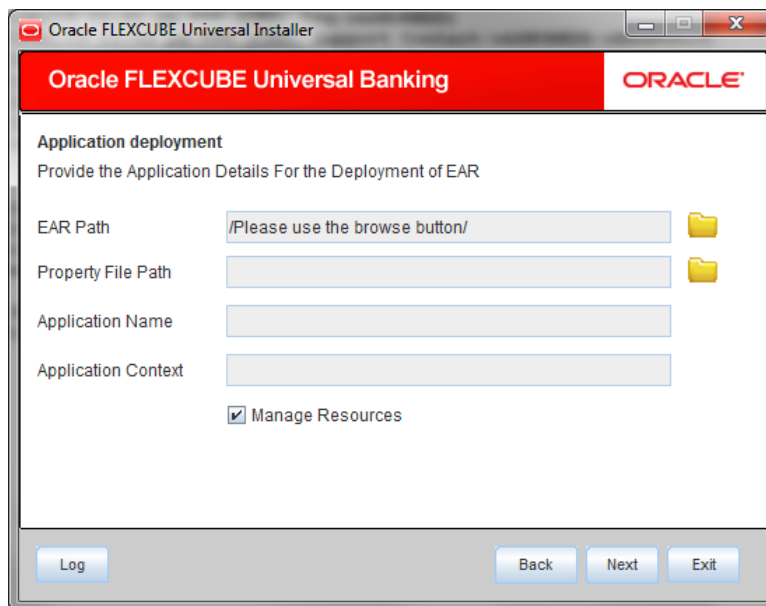 Oracle FLEXCUBE Universal Installer
Oracle FLEXCUBE Universal Banking
ORACLE
Application deployment
Provide the Application Details For the Deployment of EAR
EAR Path
/Please use the browse button/
Property File Path
Application Name
Application Context
Manage Resources
Log
Back
Next
Exit